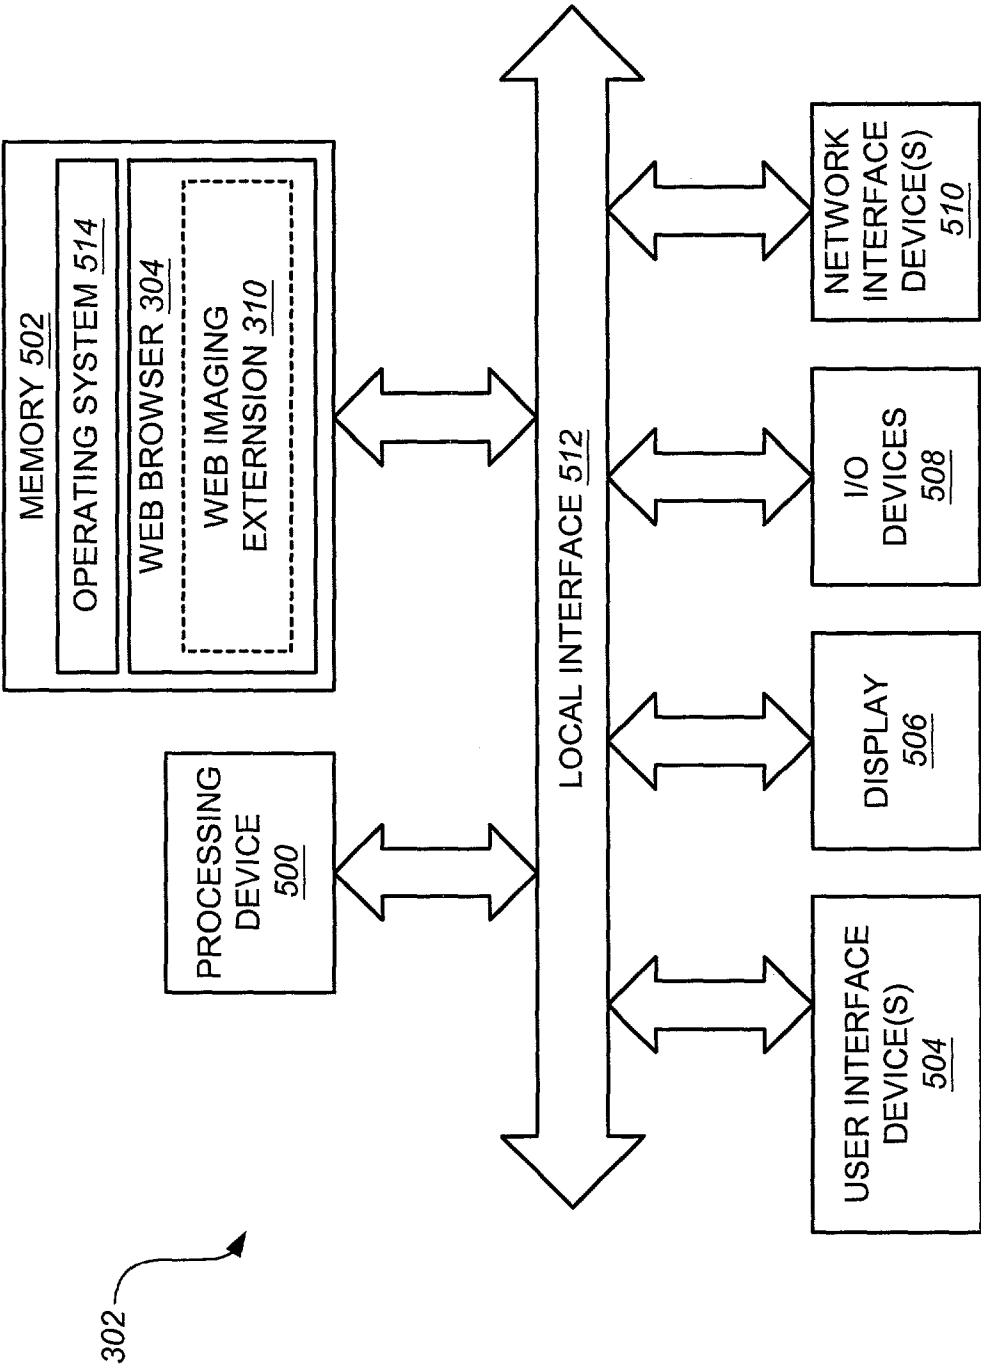 302
PROCESSING
DEVICE
500
MEMORY 502
OPERATING SYSTEM 514
WEB BROWSER 304
WEB IMAGING
EXTERNSION 310
LOCAL INTERFACE 512
USER INTERFACE
DEVICE(S)
504
DISPLAY
506
I/O
DEVICES
508
NETWORK
INTERFACE
DEVICE(S)
510